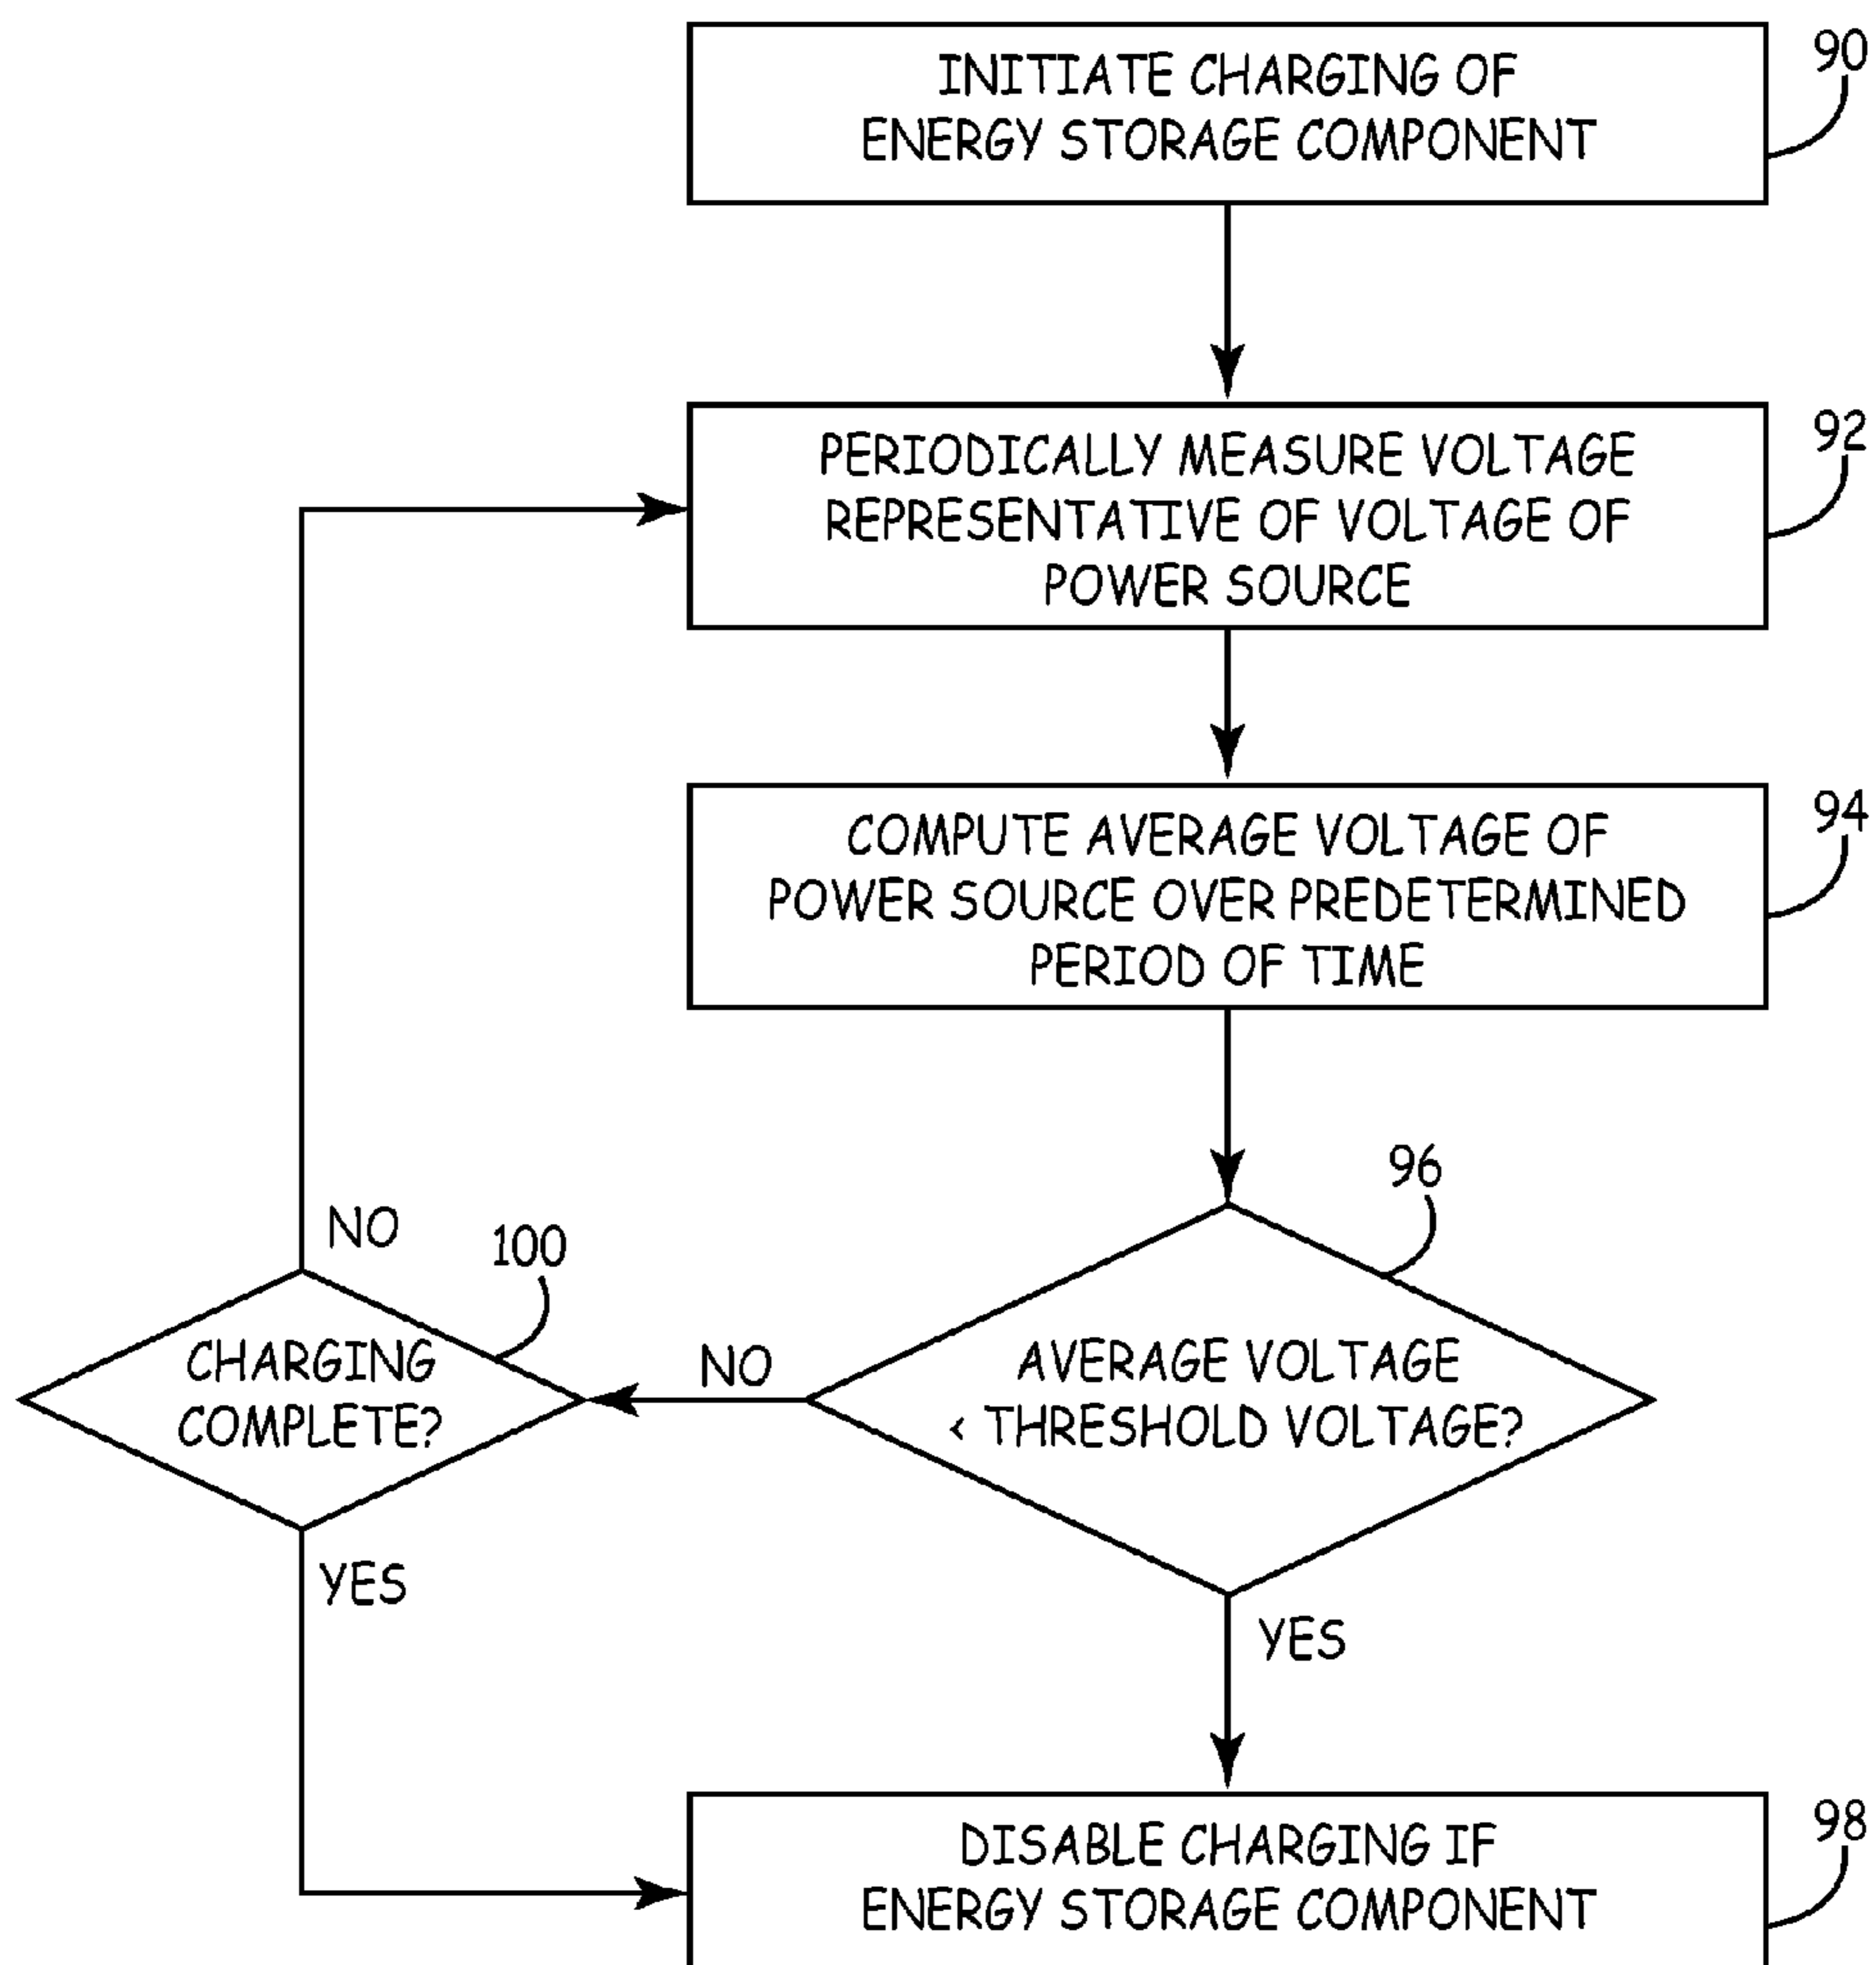 INITIATE CHARGING OF
ENERGY STORAGE COMPONENT
90
PERIODICALLY MEASURE VOLTAGE
REPRESENTATIVE OF VOLTAGE OF
POWER SOURCE
92
COMPUTE AVERAGE VOLTAGE OF
POWER SOURCE OVER PREDETERMINED
PERIOD OF TIME
94
96
AVERAGE VOLTAGE
< THRESHOLD VOLTAGE?
NO
YES
100
CHARGING
COMPLETE?
NO
YES
DISABLE CHARGING IF
ENERGY STORAGE COMPONENT
98